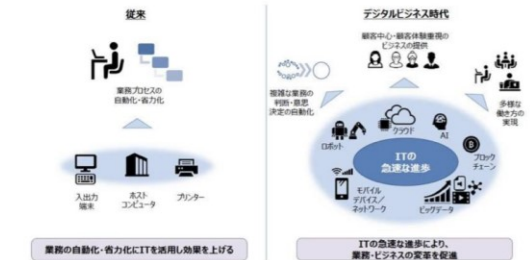 従来
業務プロセスの
自動化・省力化
入出力
端末
ホスト
コンピュータ
プリンター
業務の自動化・省力化にITを活用し効果を上げる
デジタルビジネス時代
顧客中心・顧客体験重視の
ビジネスの提供
複雑な業務の
判断・意思
決定の自動化
多様な
働き方の
実現
クラウド
AI
ロボット
ITの
急速な進歩
ブロック
チェーン
モバイル
デバイス／
ネットワーク
ビッグデータ
ITの急速な進歩により、
業務・ビジネスの変革を促進